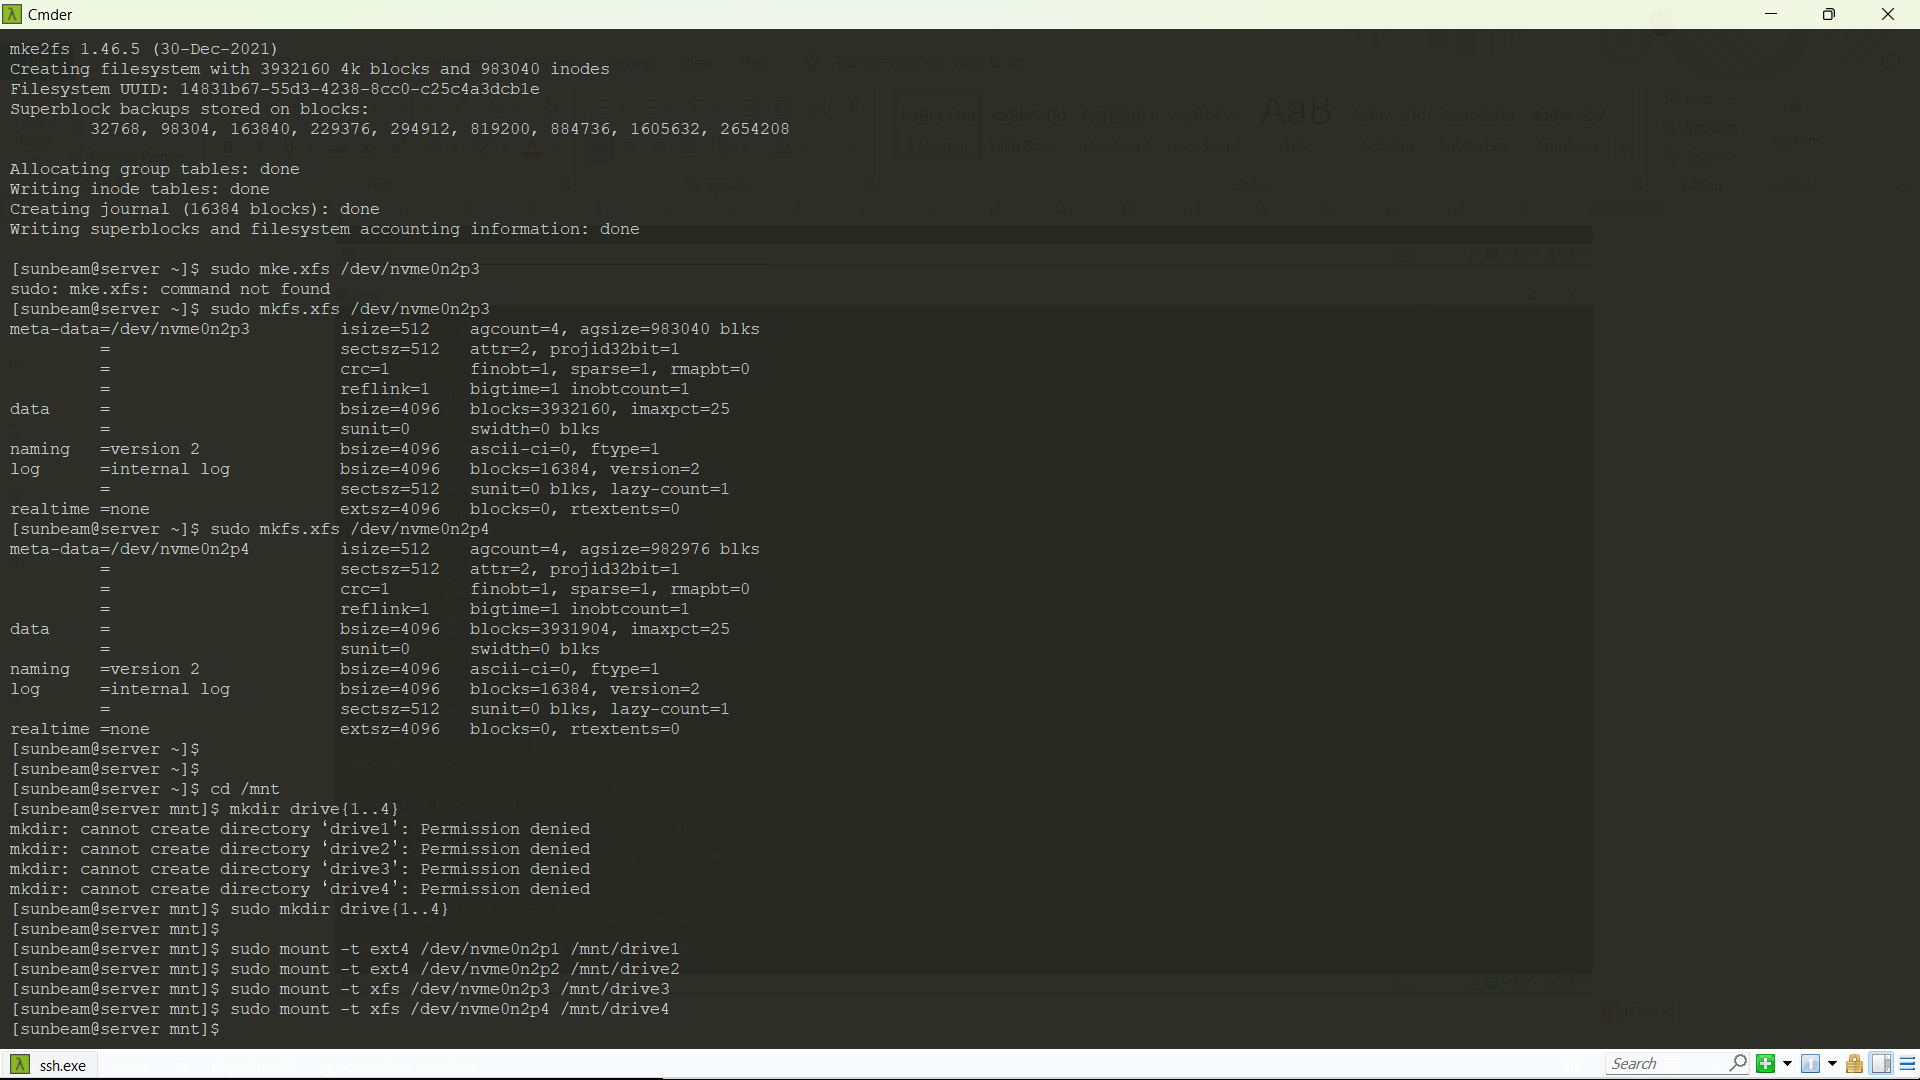 Cmder
mke2fs 1.46.5 (30-Dec-2021)
Creating filesystem with 3932160 4k blocks and 983040 inodes
Filesystem UUID: 14831b67-55d3-4238-8cc0-c25c4a3dcb1e
Superblock backups stored on blocks:
32768, 98304, 163840, 229376, 294912, 819200, 884736, 1605632, 2654208
Allocating group tables: done
Writing inode tables: done
Creating journal (16384 blocks): done
Writing superblocks and filesystem accounting information: done
[sunbeam@server ~]$ sudo mke.xfs /dev/nvme0n2p3
sudo: mke.xfs: command not found
[sunbeam@server ~]$ sudo mkfs.xfs /dev/nvme0n2p3
meta-data=/dev/nvme0n2p3 isize=512 agcount=4, agsize=983040 blks
= sectsz=512 attr=2, projid32bit=1
= crc=1 finobt=1, sparse=1, rmapbt=0
= reflink=1 bigtime=1 inobtcount=1
data = bsize=4096 blocks=3932160, imaxpct=25
= sunit=0 swidth=0 blks
naming =version 2 bsize=4096 ascii-ci=0, ftype=1
log =internal log bsize=4096 blocks=16384, version=2
= sectsz=512 sunit=0 blks, lazy-count=1
realtime =none extsz=4096 blocks=0, rtextents=0
[sunbeam@server ~]$ sudo mkfs.xfs /dev/nvme0n2p4
meta-data=/dev/nvme0n2p4 isize=512 agcount=4, agsize=982976 blks
= sectsz=512 attr=2, projid32bit=1
= crc=1 finobt=1, sparse=1, rmapbt=0
= reflink=1 bigtime=1 inobtcount=1
data = bsize=4096 blocks=3931904, imaxpct=25
= sunit=0 swidth=0 blks
naming =version 2 bsize=4096 ascii-ci=0, ftype=1
log =internal log bsize=4096 blocks=16384, version=2
= sectsz=512 sunit=0 blks, lazy-count=1
realtime =none extsz=4096 blocks=0, rtextents=0
[sunbeam@server ~]$
[sunbeam@server ~]$
[sunbeam@server ~]$ cd /mnt
[sunbeam@server mnt]$ mkdir drive{1..4}
mkdir: cannot create directory ‘drive1’: Permission denied
mkdir: cannot create directory ‘drive2’: Permission denied
mkdir: cannot create directory ‘drive3’: Permission denied
mkdir: cannot create directory ‘drive4’: Permission denied
[sunbeam@server mnt]$ sudo mkdir drive{1..4}
[sunbeam@server mnt]$
[sunbeam@server mnt]$ sudo mount -t ext4 /dev/nvme0n2p1 /mnt/drive1
[sunbeam@server mnt]$ sudo mount -t ext4 /dev/nvme0n2p2 /mnt/drive2
[sunbeam@server mnt]$ sudo mount -t xfs /dev/nvme0n2p3 /mnt/drive3
[sunbeam@server mnt]$ sudo mount -t xfs /dev/nvme0n2p4 /mnt/drive4
[sunbeam@server mnt]$
ssh.exe
Search